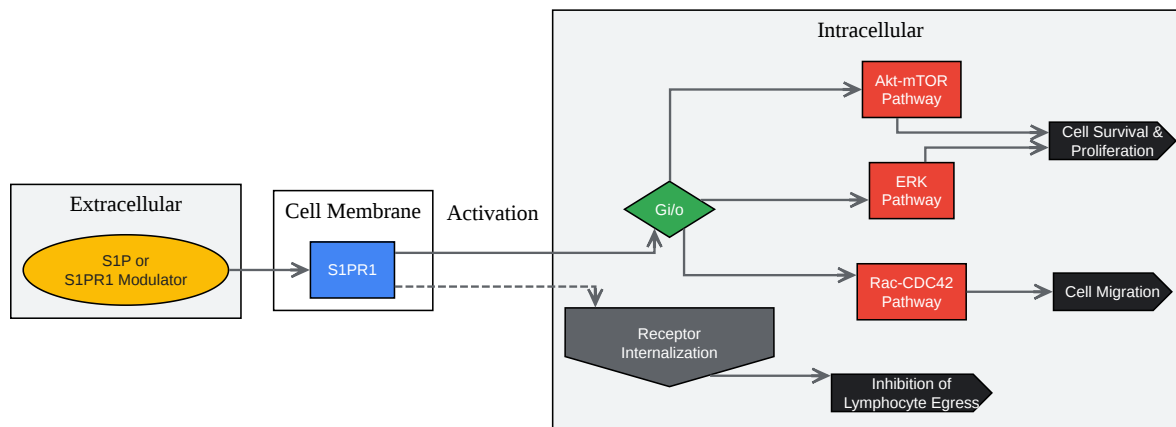 Extracellular
S1P or
S1PR1 Modulator
Cell Membrane
S1PR1
Activation
Intracellular
Gi/o
Akt-mTOR
Pathway
ERK
Pathway
Cell Survival &
Proliferation
Rac-CDC42
Pathway
Cell Migration
Receptor
Internalization
Inhibition of
Lymphocyte Egress